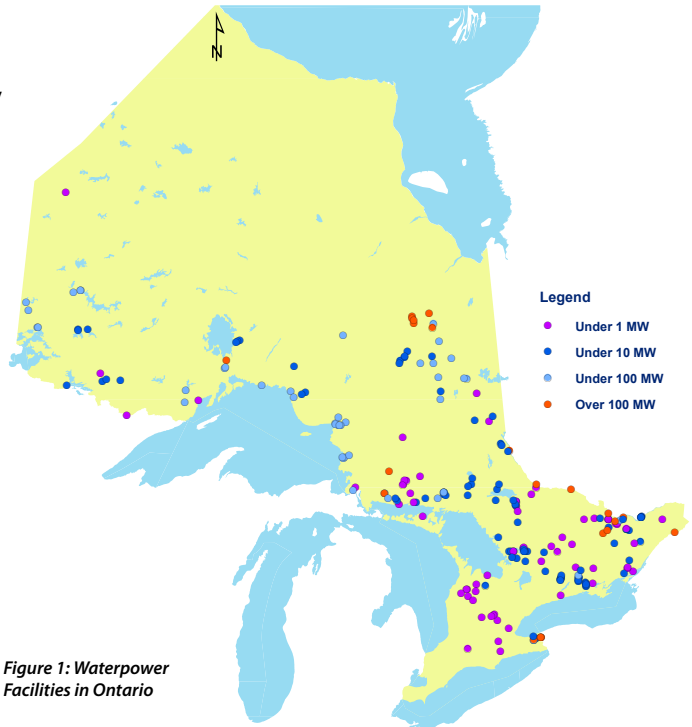 N
Legend
Under 1 MW
Under 10 MW
Under 100 MW
Over 100 MW
Figure 1: Waterpower
Facilities in Ontario